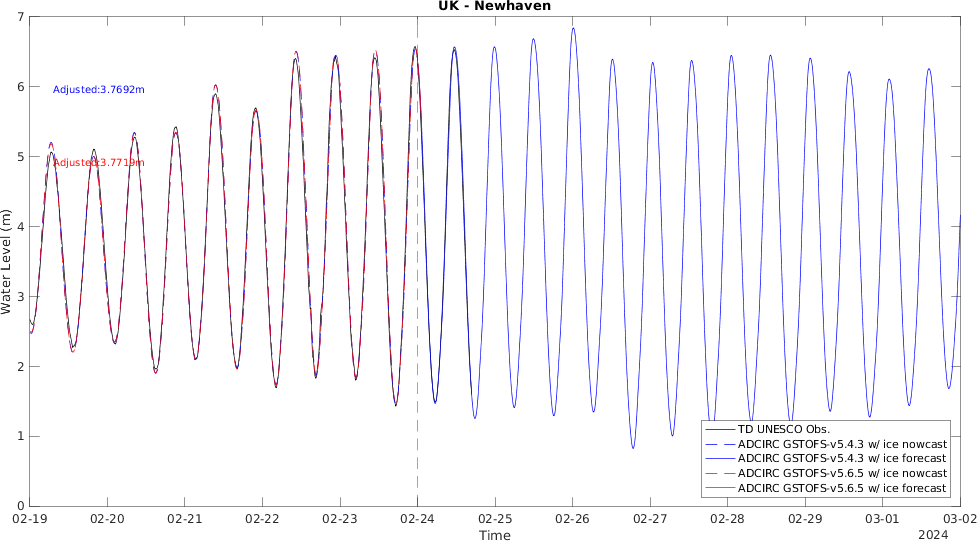 UK - Newhaven
7
6
5
4
3
2
1
0
Water Level (m)
Adjusted:3.7692m
Adjusted:3.7719m
TD UNESCO Obs.
ADCIRC GSTOFS-v5.4.3 w/ ice nowcast
ADCIRC GSTOFS-v5.4.3 w/ ice forecast
ADCIRC GSTOFS-v5.6.5 w/ ice nowcast
ADCIRC GSTOFS-v5.6.5 w/ ice forecast
02-19 02-20 02-21 02-22 02-23 02-24 02-25 02-26 02-27 02-28 02-29 03-01 03-02
Time
2024